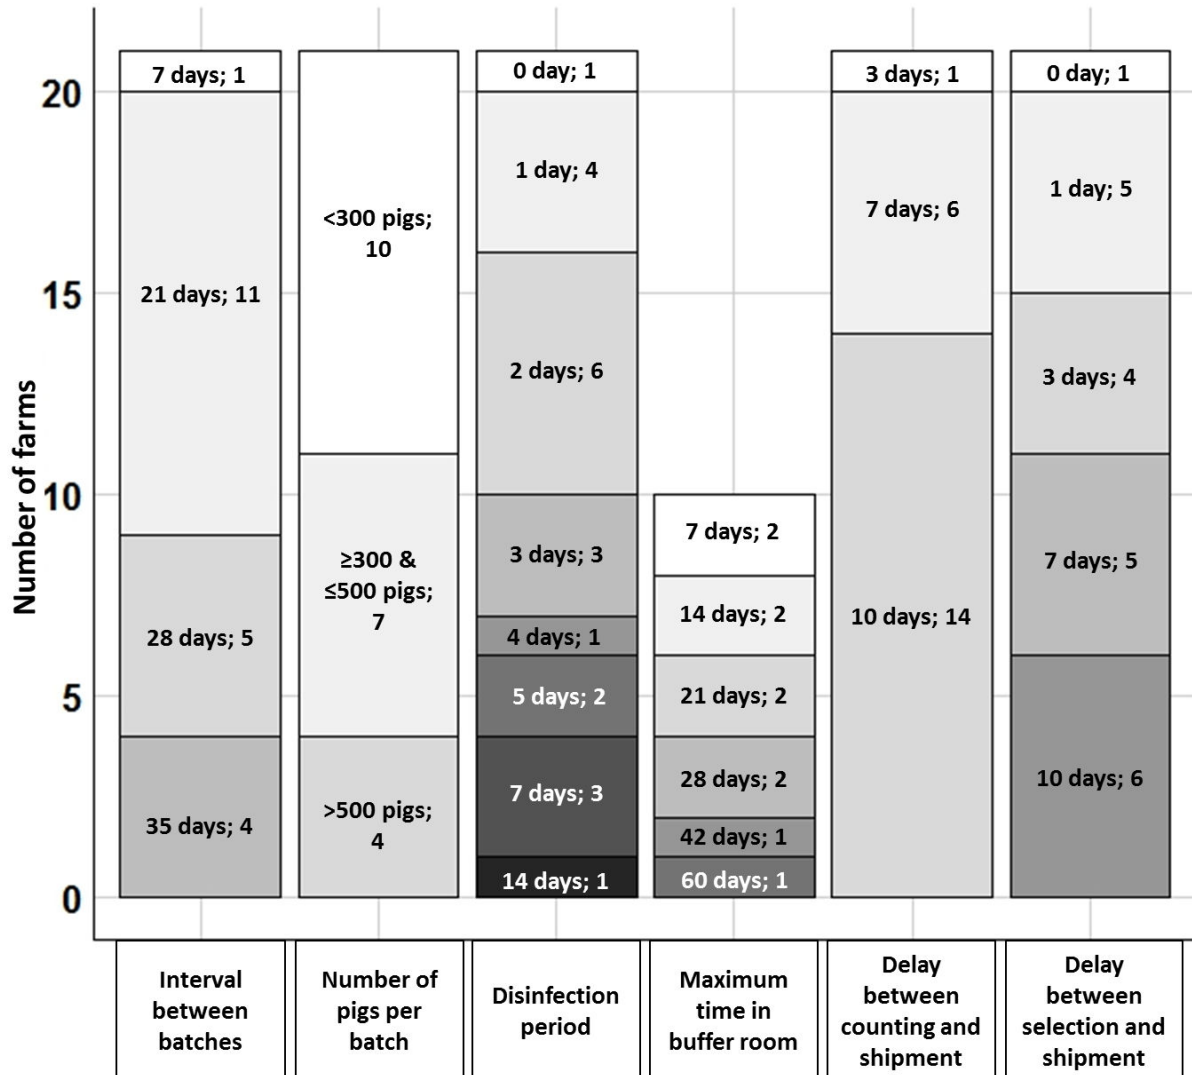 Number of farms
20
15
10
5
0
7 days; 1
21 days; 11
28 days; 5
35 days; 4
<300 pigs;
10
≥300 &
≤500 pigs;
7
>500 pigs;
4
0 day; 1
1 day; 4
2 days; 6
3 days; 3
4 days; 1
5 days; 2
7 days; 3
14 days; 1
7 days; 2
14 days; 2
21 days; 2
28 days; 2
42 days; 1
60 days; 1
3 days; 1
7 days; 6
10 days; 14
0 day; 1
1 day; 5
3 days; 4
7 days; 5
10 days; 6
Interval
between
batches
Number of
pigs per
batch
Disinfection
period
Maximum
time in
buffer room
Delay
between
counting and
shipment
Delay
between
selection and
shipment